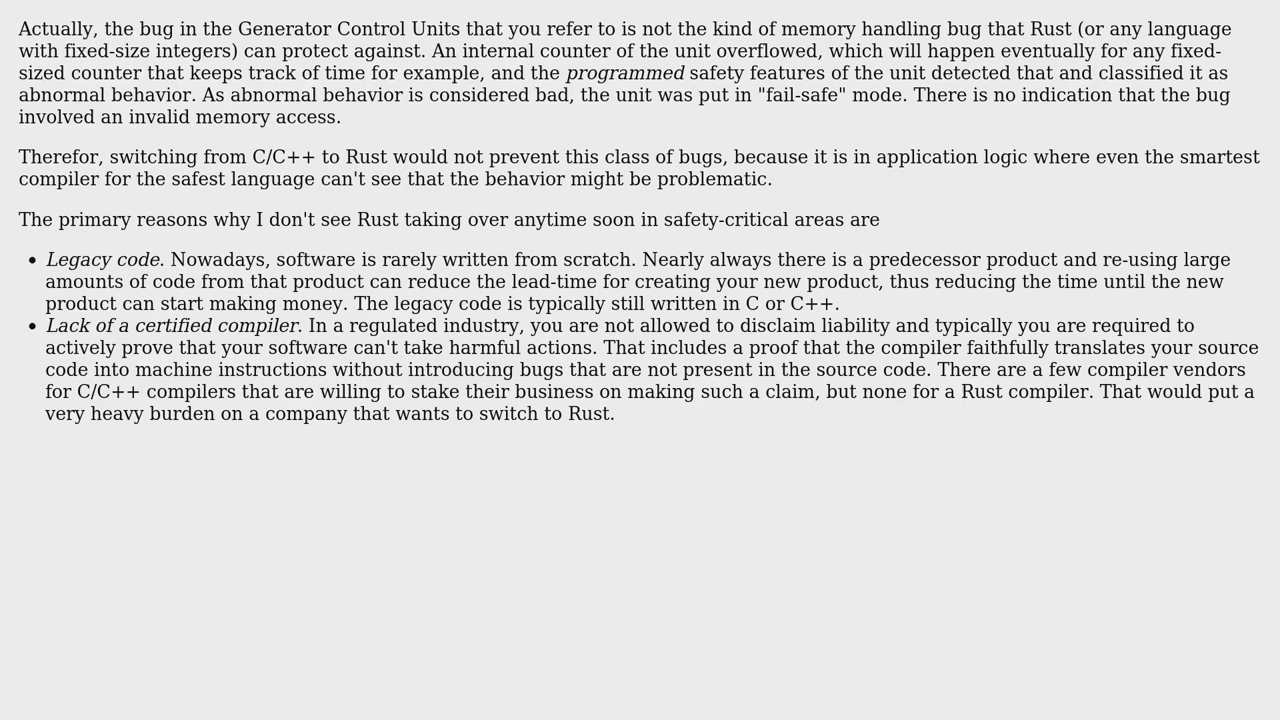 Actually, the bug in the Generator Control Units that you refer to is not the kind of memory handling bug that Rust (or any language
with fixed-size integers) can protect against. An internal counter of the unit overflowed, which will happen eventually for any fixed-
sized counter that keeps track of time for example, and the programmed safety features of the unit detected that and classified it as
abnormal behavior. As abnormal behavior is considered bad, the unit was put in "fail-safe" mode. There is no indication that the bug
involved an invalid memory access.
Therefor, switching from C/C++ to Rust would not prevent this class of bugs, because it is in application logic where even the smartest
compiler for the safest language can't see that the behavior might be problematic.
The primary reasons why I don't see Rust taking over anytime soon in safety-critical areas are
• Legacy code. Nowadays, software is rarely written from scratch. Nearly always there is a predecessor product and re-using large
amounts of code from that product can reduce the lead-time for creating your new product, thus reducing the time until the new
product can start making money. The legacy code is typically still written in C or C++.
• Lack of a certified compiler. In a regulated industry, you are not allowed to disclaim liability and typically you are required to
actively prove that your software can't take harmful actions. That includes a proof that the compiler faithfully translates your source
code into machine instructions without introducing bugs that are not present in the source code. There are a few compiler vendors
for C/C++ compilers that are willing to stake their business on making such a claim, but none for a Rust compiler. That would put a
very heavy burden on a company that wants to switch to Rust.